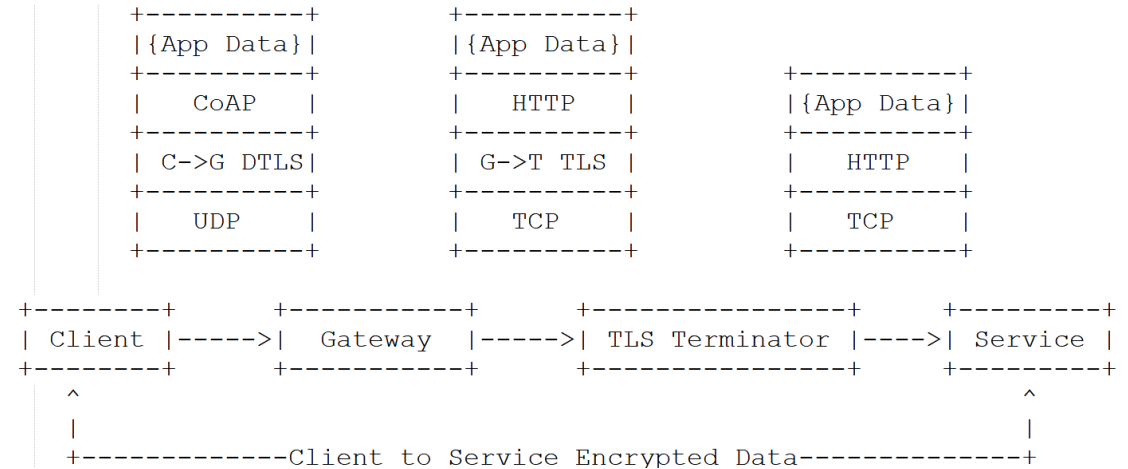 +----------+ +----------+
|{App Data}| |{App Data}|
+----------+ +----------+ +----------+
| CoAP | | HTTP | |{App Data}|
+----------+ +----------+ +----------+
| C->G DTLS| | G->T TLS | | HTTP |
+----------+ +----------+ +----------+
| UDP | | TCP | | TCP |
+----------+ +----------+ +----------+
+--------+ +-----------+ +----------------+ +---------+
| Client |----->| Gateway |----->| TLS Terminator |---->| Service |
+--------+ +-----------+ +----------------+ +---------+
^ ^
| |
+-------------Client to Service Encrypted Data--------------+